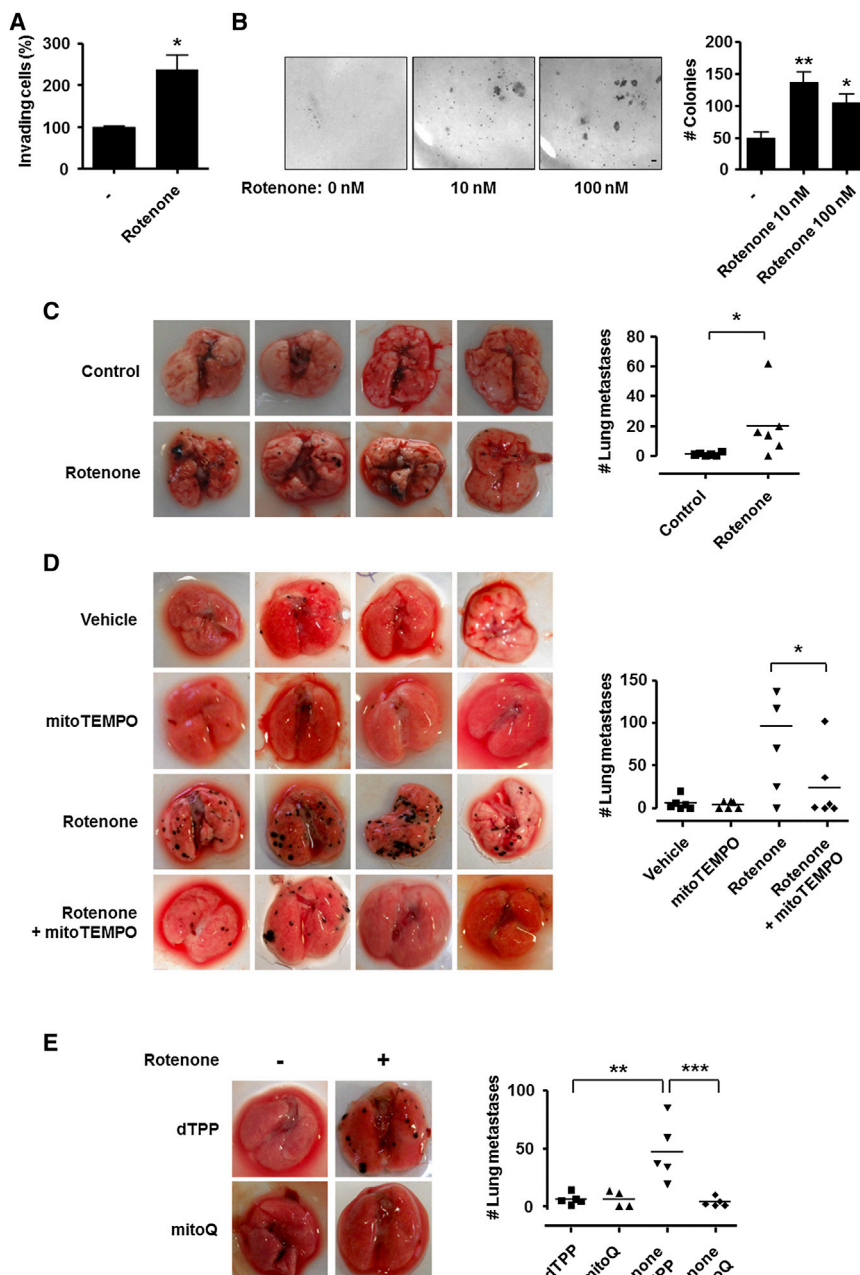 A
Invading cells (%)
300
200
100
0
*
-
Rotenone
B
Rotenone: 0 nM
10 nM
100 nM
# Colonies
200
150
100
50
0
**
*
-
Rotenone 10 nM
Rotenone 100 nM
C
Control
Rotenone
# Lung metastases
80
60
40
20
0
*
Control
Rotenone
D
Vehicle
mitoTEMPO
Rotenone
Rotenone
+ mitoTEMPO
# Lung metastases
150
100
50
0
*
Vehicle
mitoTEMPO
Rotenone
Rotenone
+ mitoTEMPO
E
Rotenone
-
+
dTPP
mitoQ
# Lung metastases
100
50
0
**
***
dTPP